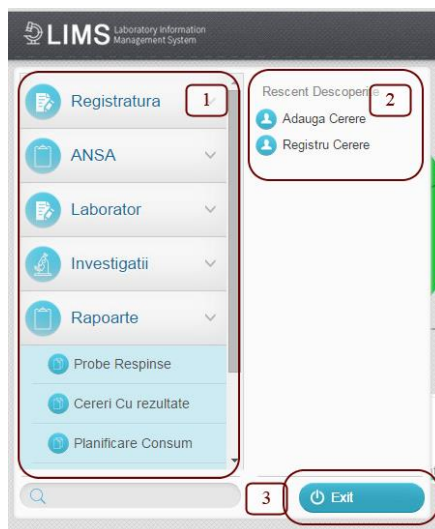 LIMS Laboratory Information
Management System
Registratura
1
Rescent Descoperite
2
Adauga Cerere
Registru Cerere
ANSA
Laborator
Investigatii
Rapoarte
Probe Respinse
Cereri Cu rezultate
Planificare Consum
3
Exit